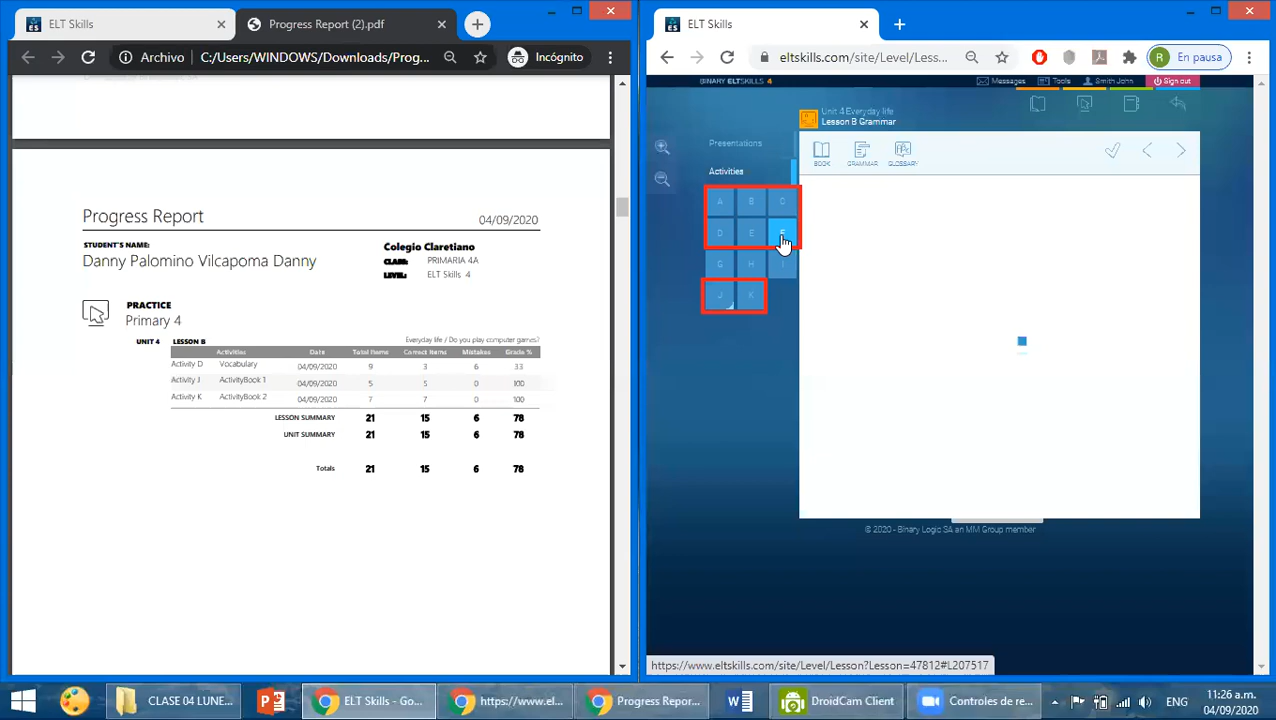 ELT Skills
Progress Report (2).pdf
Archivo
C:/Users/WINDOWS/Downloads/Prog...
Incógnito
Progress Report
04/09/2020
STUDENT'S NAME:
Danny Palomino Vilcapoma Danny
Colegio Claretiano
CLASS: PRIMARIA 4A
LEVEL: ELT Skills 4
PRACTICE
Primary 4
UNIT 4 LESSON B Everyday life / Do you play computer games?
Activities Date Total Items Correct Items Mistakes Grade %
Activity D Vocabulary 04/09/2020 9 3 6 33
Activity J ActivityBook 1 04/09/2020 5 5 0 100
Activity K ActivityBook 2 04/09/2020 7 7 0 100
LESSON SUMMARY 21 15 6 78
UNIT SUMMARY 21 15 6 78
Totals 21 15 6 78
ELT Skills
eltskills.com/site/Level/Less...
R En pausa
BINARY ELTSKILLS 4
Messages Tools Smith John Sign out
Unit 4 Everyday life
Lesson B Grammar
Presentations
Activities
BOOK GRAMMAR GLOSSARY
A B C
D E F
G H I
J K
© 2020 - Binary Logic SA an MM Group member
https://www.eltskills.com/site/Level/Lesson?Lesson=47812#L207517
CLASE 04 LUNE...
ELT Skills - Go...
https://www.el...
Progress Repor...
DroidCam Client
Controles de re...
ENG
11:26 a.m.
04/09/2020